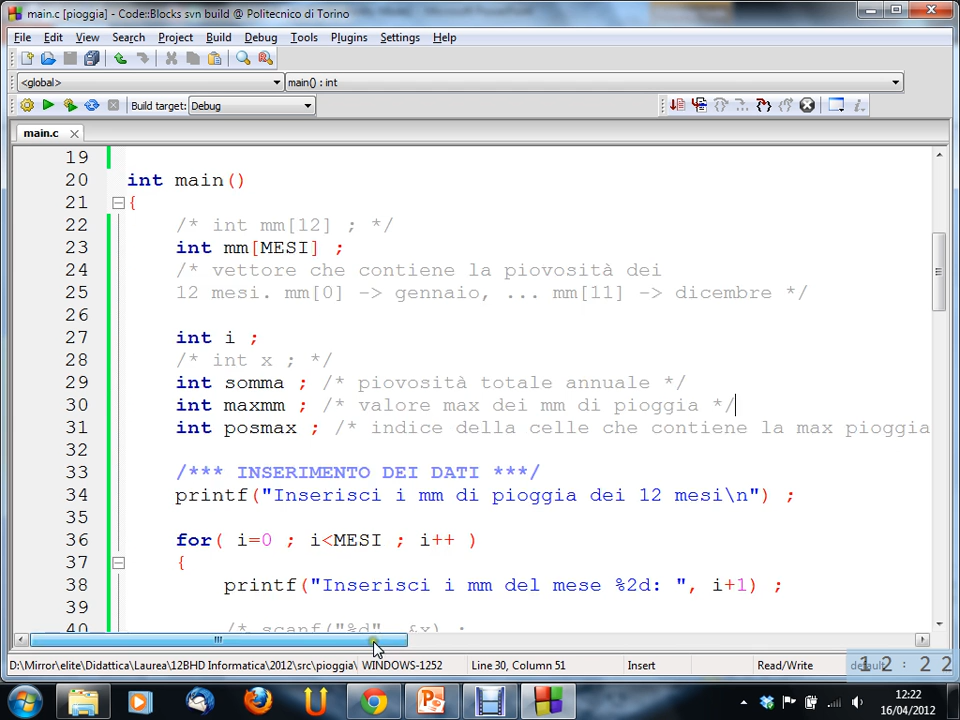 main.c [pioggia] - Code::Blocks svn build @ Politecnico di Torino
File Edit View Search Project Build Debug Tools Plugins Settings Help
<global> main() : int
Build target: Debug
main.c
19
20 int main()
21 {
22 /* int mm[12] ; */
23 int mm[MESI] ;
24 /* vettore che contiene la piovosità dei
25 12 mesi. mm[0] -> gennaio, ... mm[11] -> dicembre */
26
27 int i ;
28 /* int x ; */
29 int somma ; /* piovosità totale annuale */
30 int maxmm ; /* valore max dei mm di pioggia */
31 int posmax ; /* indice della celle che contiene la max pioggia
32
33 /*** INSERIMENTO DEI DATI ***/
34 printf("Inserisci i mm di pioggia dei 12 mesi\n") ;
35
36 for( i=0 ; i<MESI ; i++ )
37 {
38 printf("Inserisci i mm del mese %2d: ", i+1) ;
39
40 /* scanf("%d", &x) ;
D:\Mirror\elite\Didattica\Laurea\12BHD Informatica\2012\src\pioggia\ WINDOWS-1252 Line 30, Column 51 Insert Read/Write default
12:22
12:22
16/04/2012